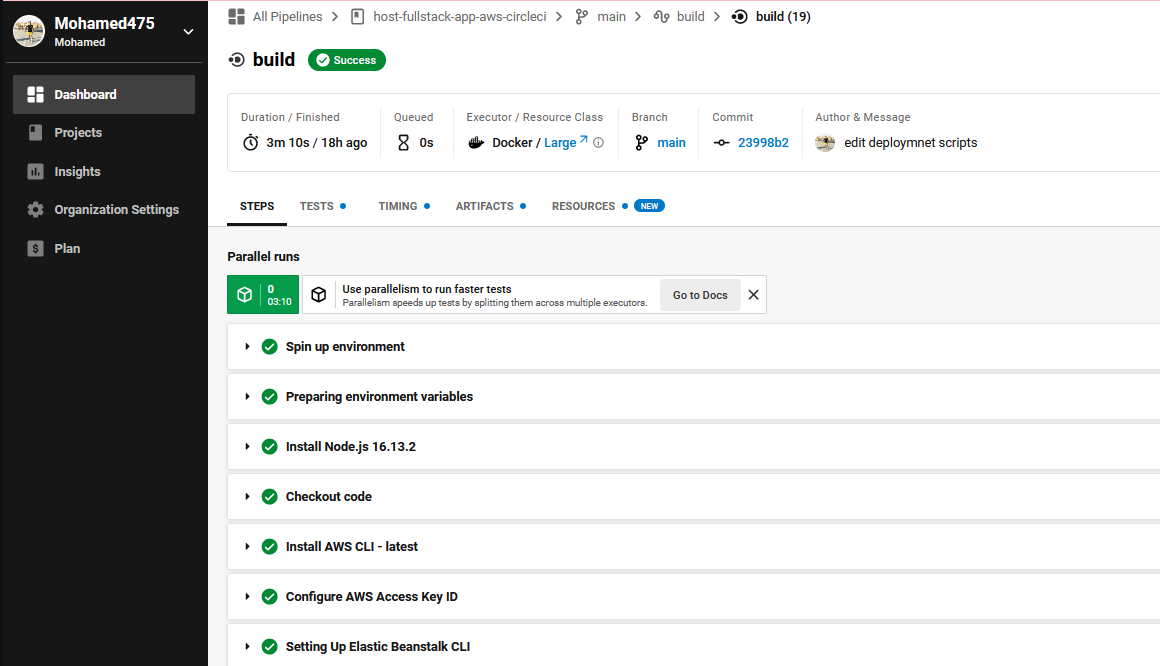 Mohamed475
Mohamed
Dashboard
Projects
Insights
Organization Settings
$ Plan
All Pipelines host-fullstack-app-aws-circleci main build build (19)
build Success
Duration / Finished Queued Executor / Resource Class Branch Commit Author & Message
3m 10s / 18h ago 0s Docker / Large main 23998b2 edit deploymnet scripts
STEPS TESTS TIMING ARTIFACTS RESOURCES NEW
Parallel runs
0
03:10
Use parallelism to run faster tests
Parallelism speeds up tests by splitting them across multiple executors.
Go to Docs
Spin up environment
Preparing environment variables
Install Node.js 16.13.2
Checkout code
Install AWS CLI - latest
Configure AWS Access Key ID
Setting Up Elastic Beanstalk CLI